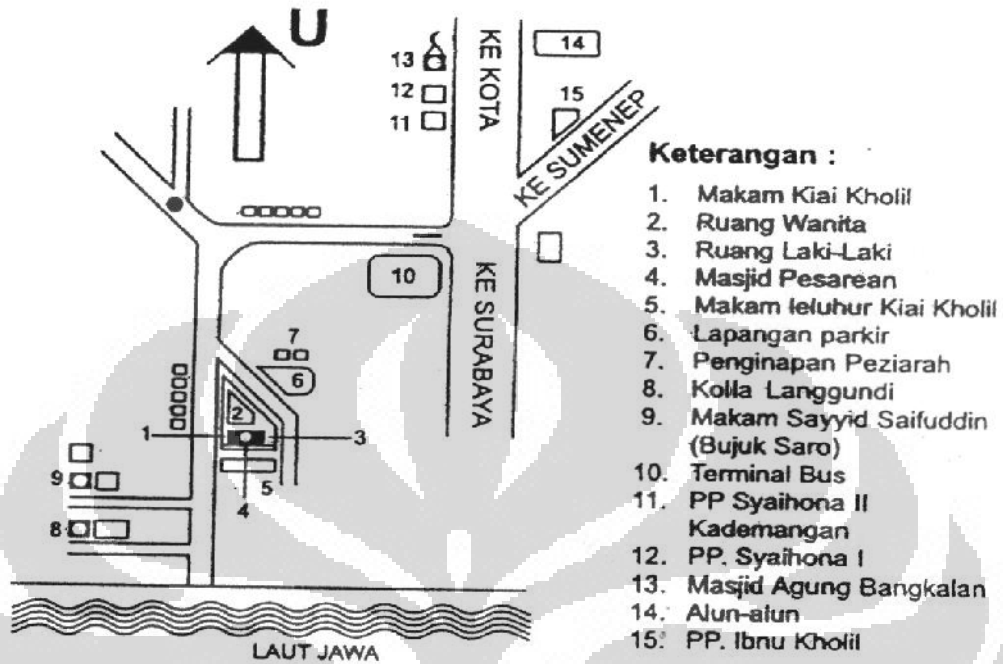 U
KE KOTA
14
13
12
11
15
KE SUMENEP
10
KE SURABAYA
7
6
2
1
3
5
4
9
8
LAUT JAWA
Keterangan :
1. Makam Kiai Kholil
2. Ruang Wanita
3. Ruang Laki-Laki
4. Masjid Pesarean
5. Makam leluhur Kiai Kholil
6. Lapangan parkir
7. Penginapan Peziarah
8. Kolla Langgundi
9. Makam Sayyid Saifuddin
(Bujuk Saro)
10. Terminal Bus
11. PP Syaihona II
Kademangan
12. PP. Syaihona I
13. Masjid Agung Bangkalan
14. Alun-alun
15. PP. Ibnu Kholil